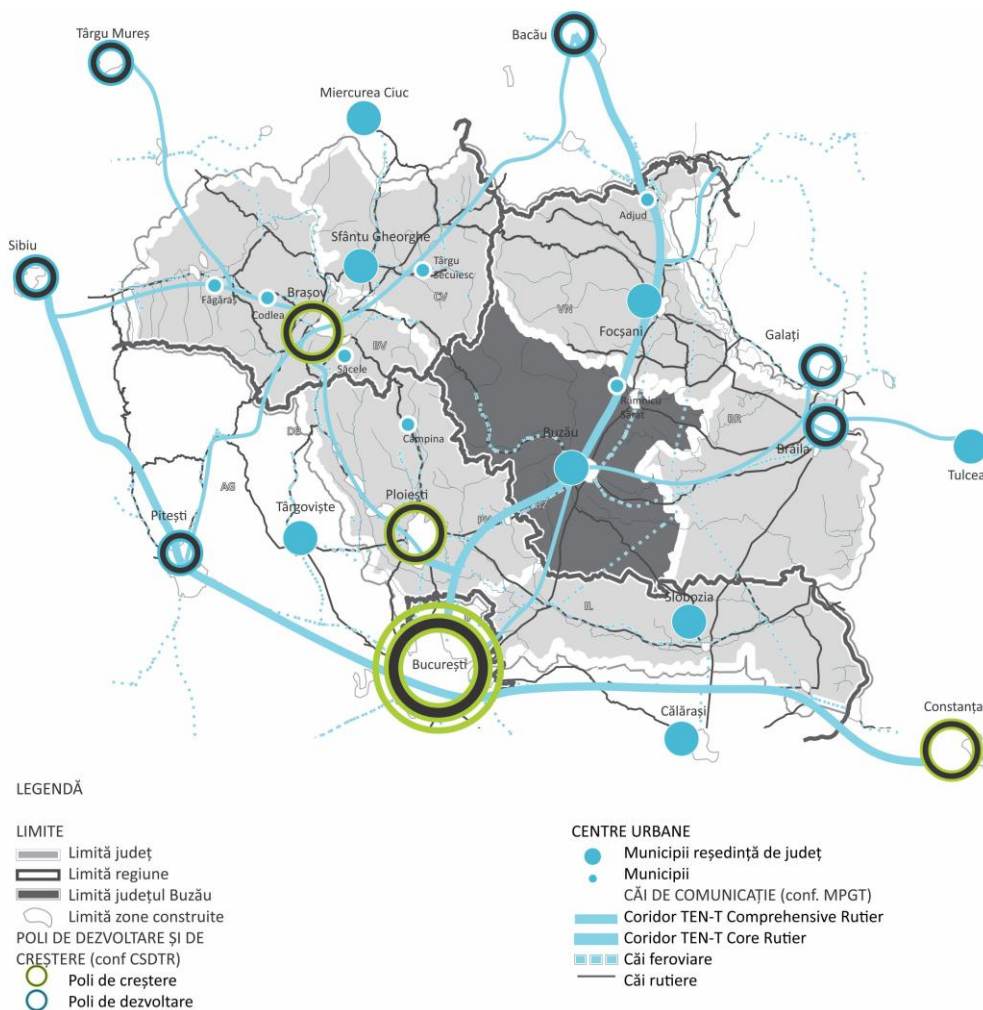 Târgu Mureș
Bacău
Miercurea Ciuc
Adjud
Sibiu
Sfântu Gheorghe
Târgu
Secuiesc
Făgăraș
Codlea
Brașov
CV
VN
Focșani
Galați
BV
Săcele
Râmnicu
Sărat
BR
DB
Câmpina
Buzău
Brăila
Tulcea
AG
Ploiești
Târgoviște
Pitești
PH
BZ
IL
Slobozia
București
Călărași
Constanța
LEGENDĂ
LIMITE
Limită județ
Limită regiune
Limită județul Buzău
Limită zone construite
POLI DE DEZVOLTARE ȘI DE
CREȘTERE (conf CSDTR)
Poli de creștere
Poli de dezvoltare
CENTRE URBANE
Municipii reședință de județ
Municipii
CĂI DE COMUNICAȚIE (conf. MPGT)
Coridor TEN-T Comprehensive Rutier
Coridor TEN-T Core Rutier
Căi feroviare
Căi rutiere